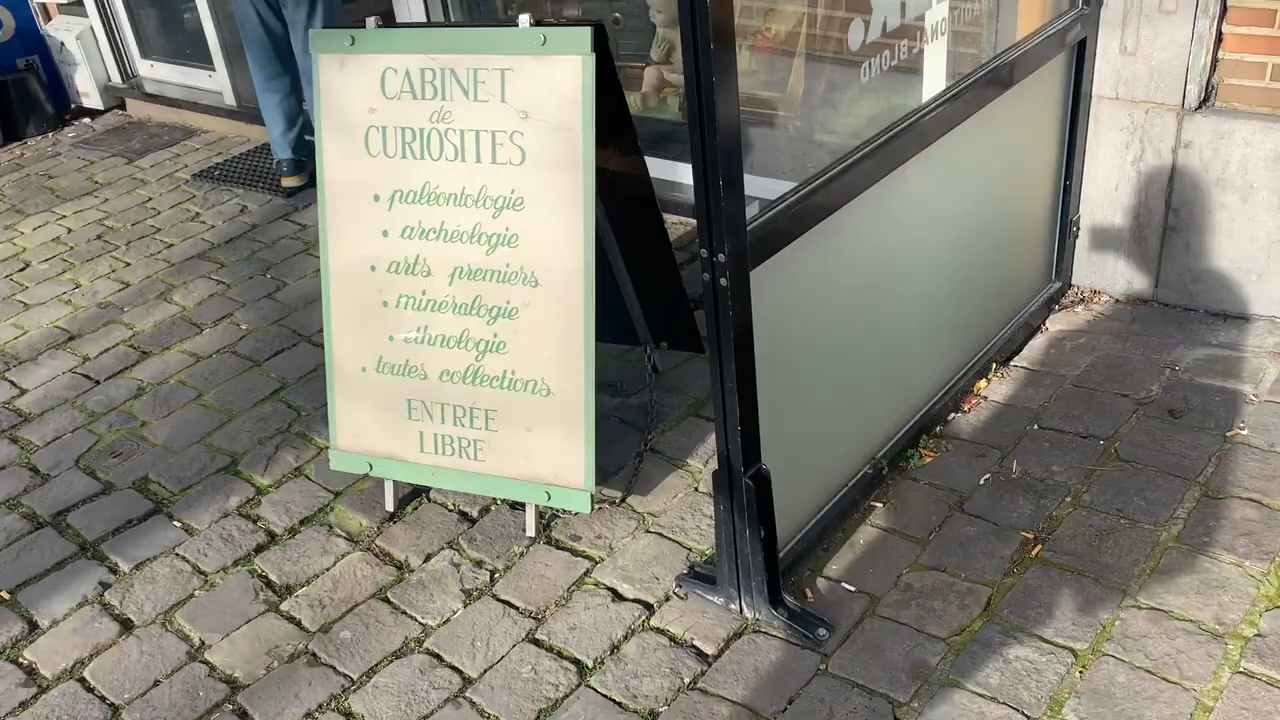 CABINET
de
CURIOSITES
• paléontologie
• archéologie
• arts premiers
• minéralogie
• ethnologie
• toutes collections
ENTRÉE
LIBRE